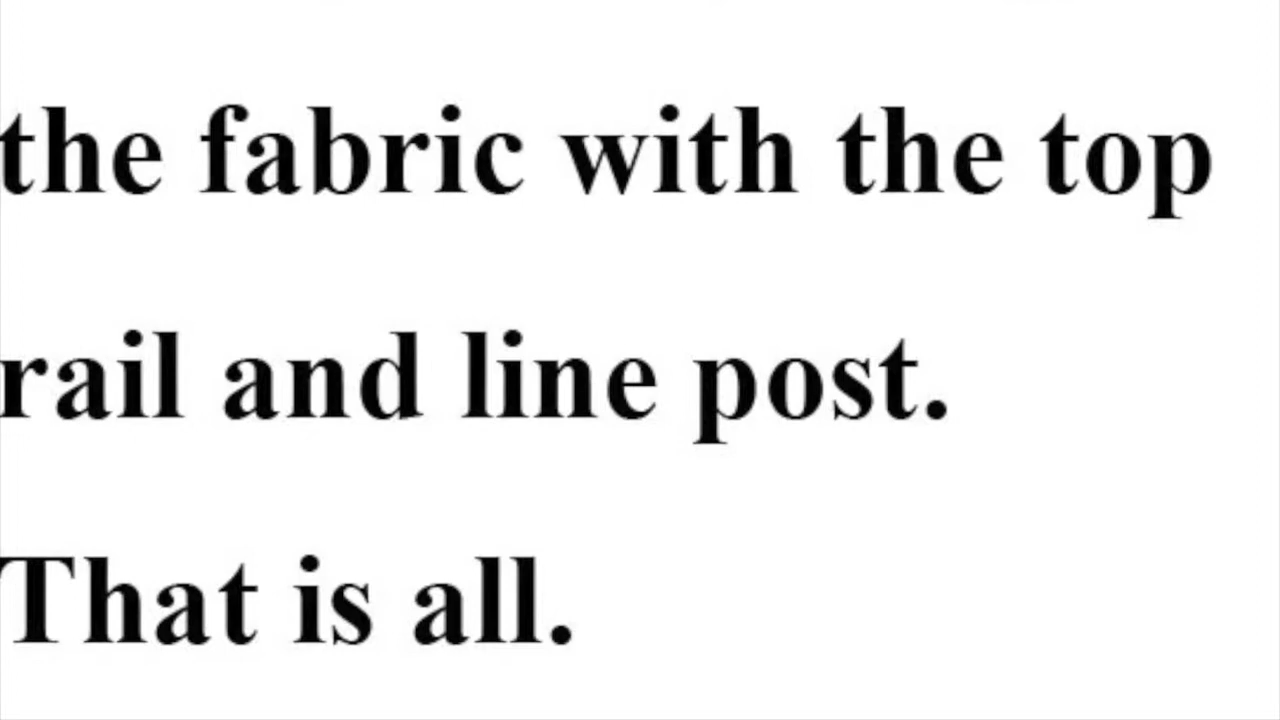 the fabric with the top
rail and line post.
That is all.